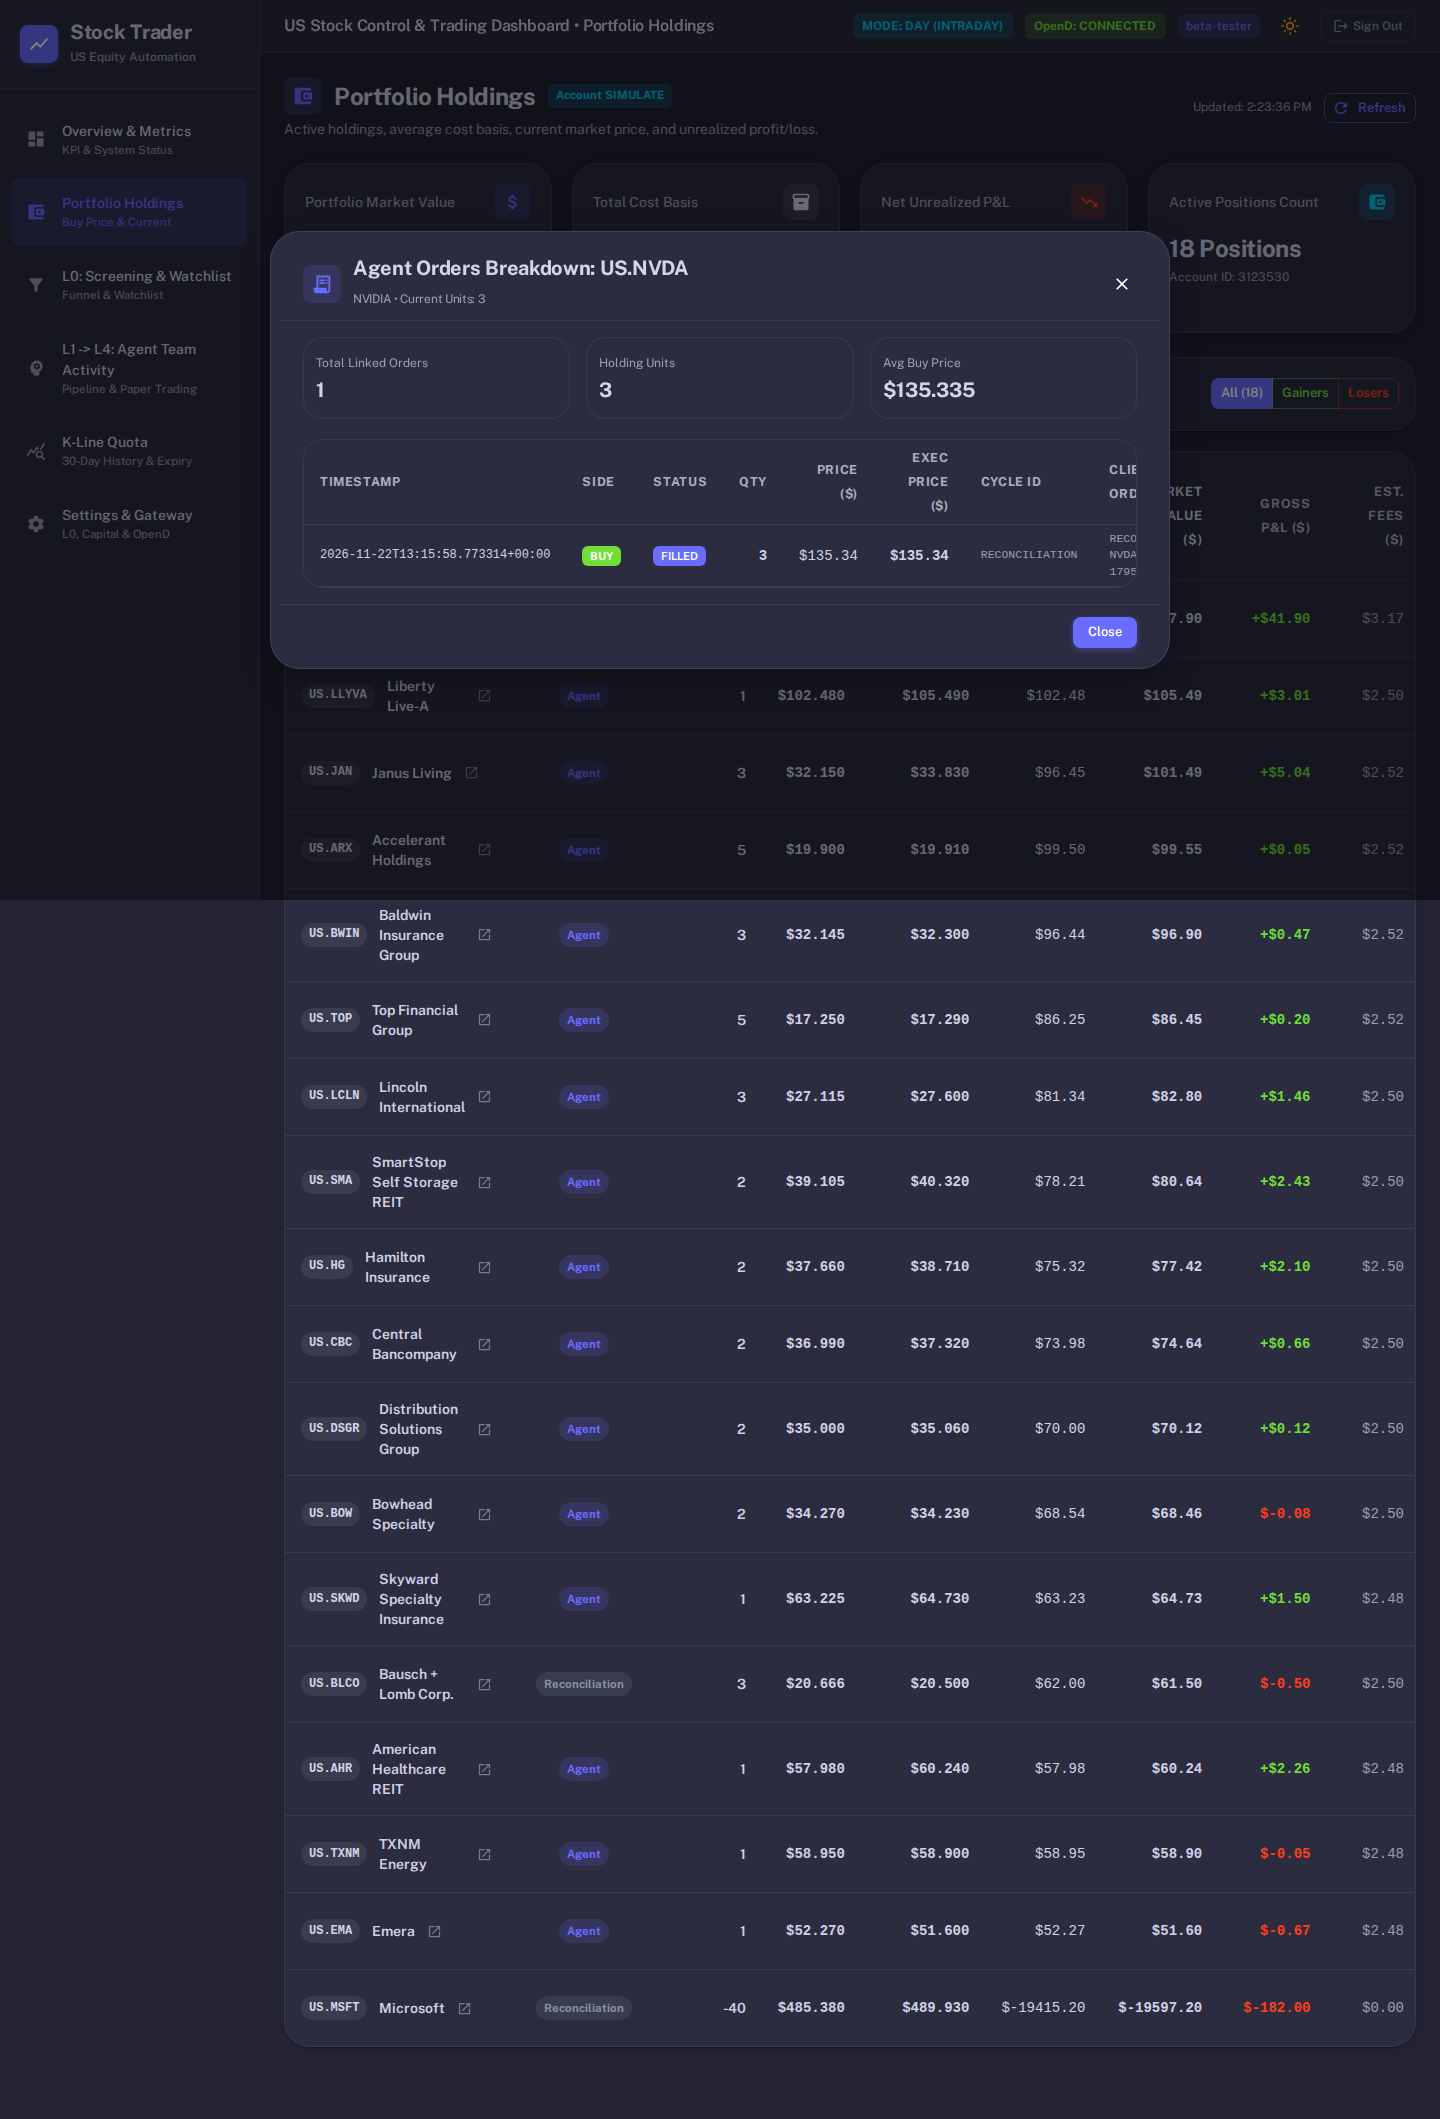 Stock Trader
US Equity Automation
Overview & Metrics
KPI & System Status
Portfolio Holdings
Buy Price & Current
L0: Screening & Watchlist
Funnel & Watchlist
L1 -> L4: Agent Team
Activity
Pipeline & Paper Trading
K-Line Quota
30-Day History & Expiry
Settings & Gateway
L0, Capital & OpenD
US Stock Control & Trading Dashboard • Portfolio Holdings
MODE: DAY (INTRADAY)
OpenD: CONNECTED
beta-tester
Sign Out
Portfolio Holdings
Account SIMULATE
Active holdings, average cost basis, current market price, and unrealized profit/loss.
Updated: 2:23:36 PM
Refresh
Portfolio Market Value
Total Cost Basis
Net Unrealized P&L
Active Positions Count
18 Positions
Account ID: 3123530
Agent Orders Breakdown: US.NVDA
NVIDIA • Current Units: 3
Total Linked Orders
1
Holding Units
3
Avg Buy Price
$135.335
TIMESTAMP SIDE STATUS QTY PRICE ($) EXEC PRICE ($) CYCLE ID CLIE ORD
2026-11-22T13:15:58.773314+00:00 BUY FILLED 3 $135.34 $135.34 RECONCILIATION RECO NVDA 1795
Close
All (18) Gainers Losers
RKET ALUE ($) GROSS P&L ($) EST. FEES ($)
7.90 +$41.90 $3.17
US.LLYVA Liberty Live-A Agent 1 $102.480 $105.490 $102.48 $105.49 +$3.01 $2.50
US.JAN Janus Living Agent 3 $32.150 $33.830 $96.45 $101.49 +$5.04 $2.52
US.ARX Accelerant Holdings Agent 5 $19.900 $19.910 $99.50 $99.55 +$0.05 $2.52
US.BWIN Baldwin Insurance Group Agent 3 $32.145 $32.300 $96.44 $96.90 +$0.47 $2.52
US.TOP Top Financial Group Agent 5 $17.250 $17.290 $86.25 $86.45 +$0.20 $2.52
US.LCLN Lincoln International Agent 3 $27.115 $27.600 $81.34 $82.80 +$1.46 $2.50
US.SMA SmartStop Self Storage REIT Agent 2 $39.105 $40.320 $78.21 $80.64 +$2.43 $2.50
US.HG Hamilton Insurance Agent 2 $37.660 $38.710 $75.32 $77.42 +$2.10 $2.50
US.CBC Central Bancompany Agent 2 $36.990 $37.320 $73.98 $74.64 +$0.66 $2.50
US.DSGR Distribution Solutions Group Agent 2 $35.000 $35.060 $70.00 $70.12 +$0.12 $2.50
US.BOW Bowhead Specialty Agent 2 $34.270 $34.230 $68.54 $68.46 $-0.08 $2.50
US.SKWD Skyward Specialty Insurance Agent 1 $63.225 $64.730 $63.23 $64.73 +$1.50 $2.48
US.BLCO Bausch + Lomb Corp. Reconciliation 3 $20.666 $20.500 $62.00 $61.50 $-0.50 $2.50
US.AHR American Healthcare REIT Agent 1 $57.980 $60.240 $57.98 $60.24 +$2.26 $2.48
US.TXNM TXNM Energy Agent 1 $58.950 $58.900 $58.95 $58.90 $-0.05 $2.48
US.EMA Emera Agent 1 $52.270 $51.600 $52.27 $51.60 $-0.67 $2.48
US.MSFT Microsoft Reconciliation -40 $485.380 $489.930 $-19415.20 $-19597.20 $-182.00 $0.00